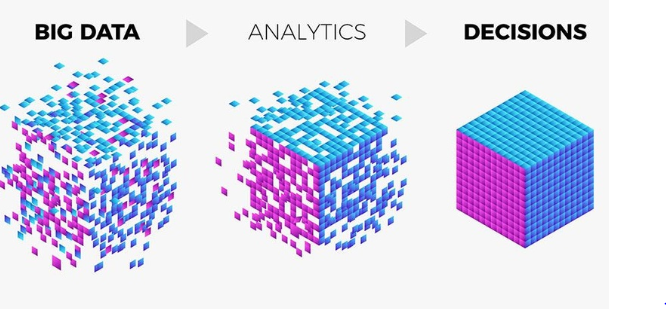 BIG DATA ANALYTICS DECISIONS